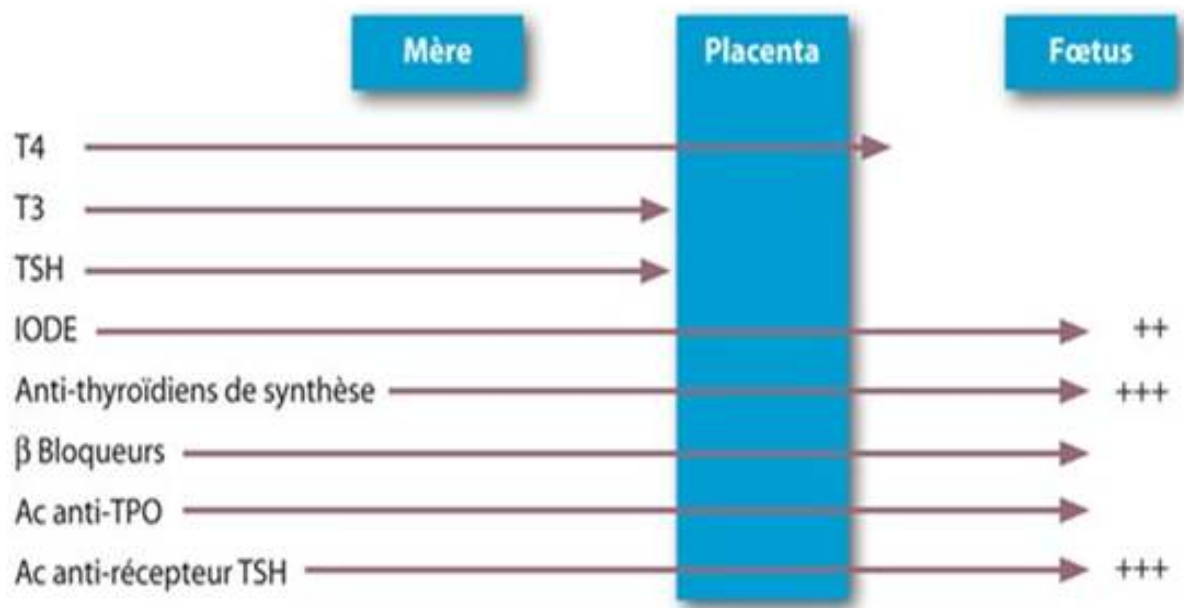 Mère Placenta Fœtus
T4
T3
TSH
IODE ++
Anti-thyroïdiens de synthèse +++
β Bloqueurs
Ac anti-TPO
Ac anti-récepteur TSH +++